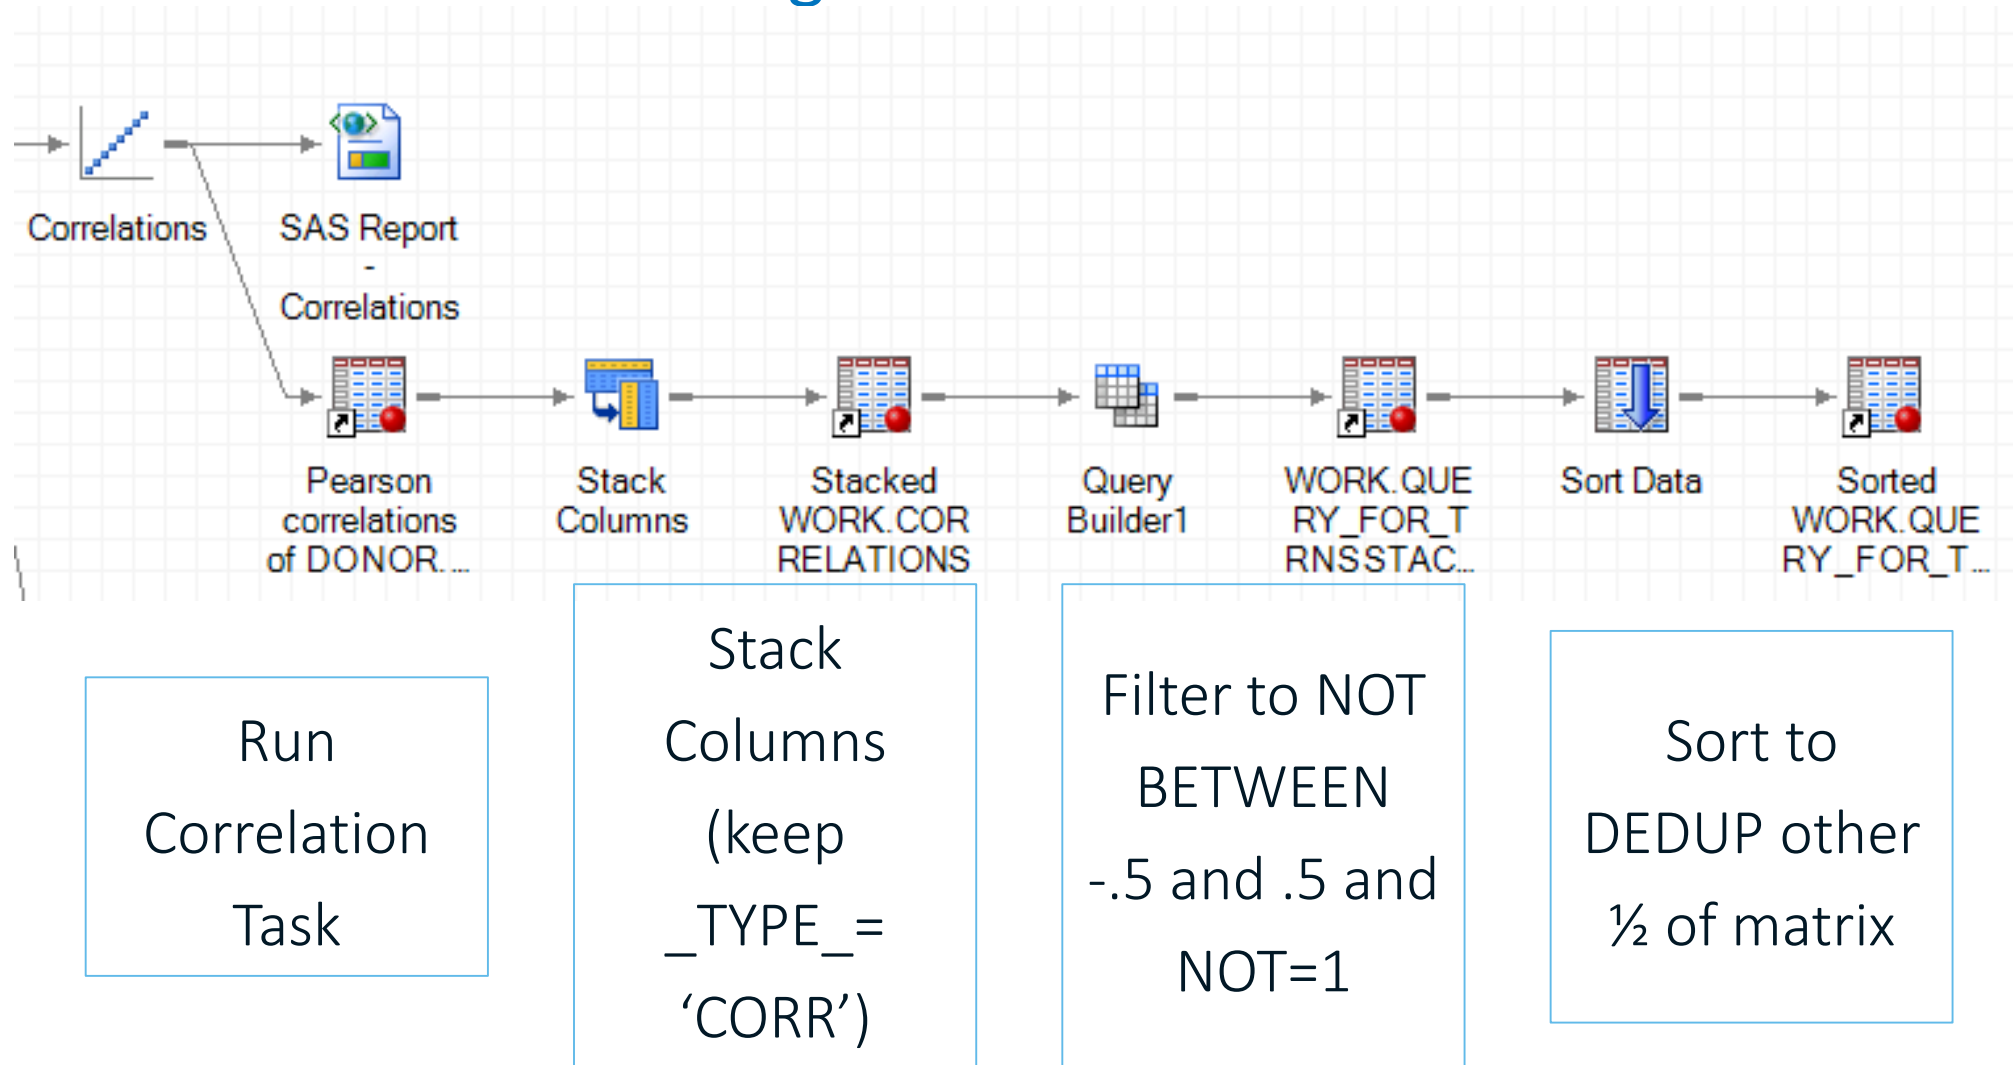 Correlations
SAS Report
-
Correlations
Pearson
correlations
of DONOR....
Stack
Columns
Stacked
WORK.COR
RELATIONS
Query
Builder1
WORK.QUE
RY_FOR_T
RNSSTAC...
Sort Data
Sorted
WORK.QUE
RY_FOR_T...
Run
Correlation
Task
Stack
Columns
(keep
_TYPE_=
‘CORR’)
Filter to NOT
BETWEEN
-.5 and .5 and
NOT=1
Sort to
DEDUP other
½ of matrix